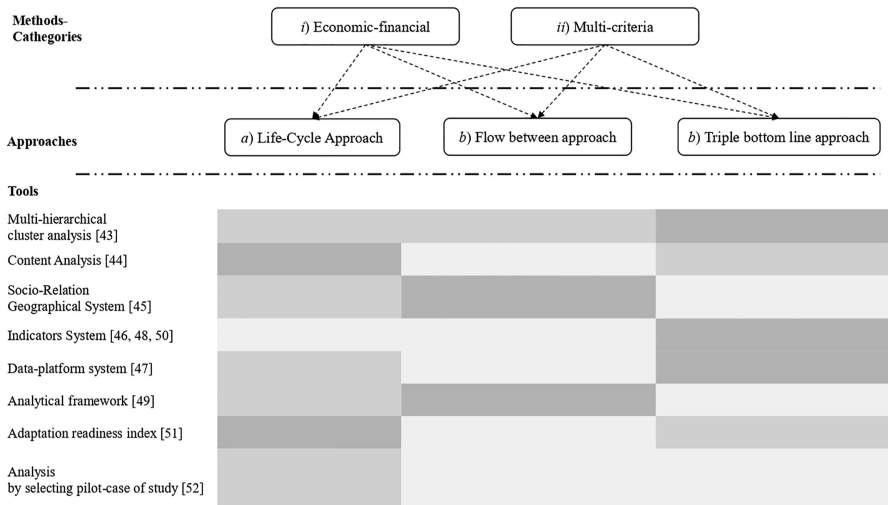 Methods-
Cathegories
i) Economic-financial
ii) Multi-criteria
Approaches
a) Life-Cycle Approach
b) Flow between approach
b) Triple bottom line approach
Tools
Multi-hierarchical
cluster analysis [43]
Content Analysis [44]
Socio-Relation
Geographical System [45]
Indicators System [46, 48, 50]
Data-platform system [47]
Analytical framework [49]
Adaptation readiness index [51]
Analysis
by selecting pilot-case of study [52]